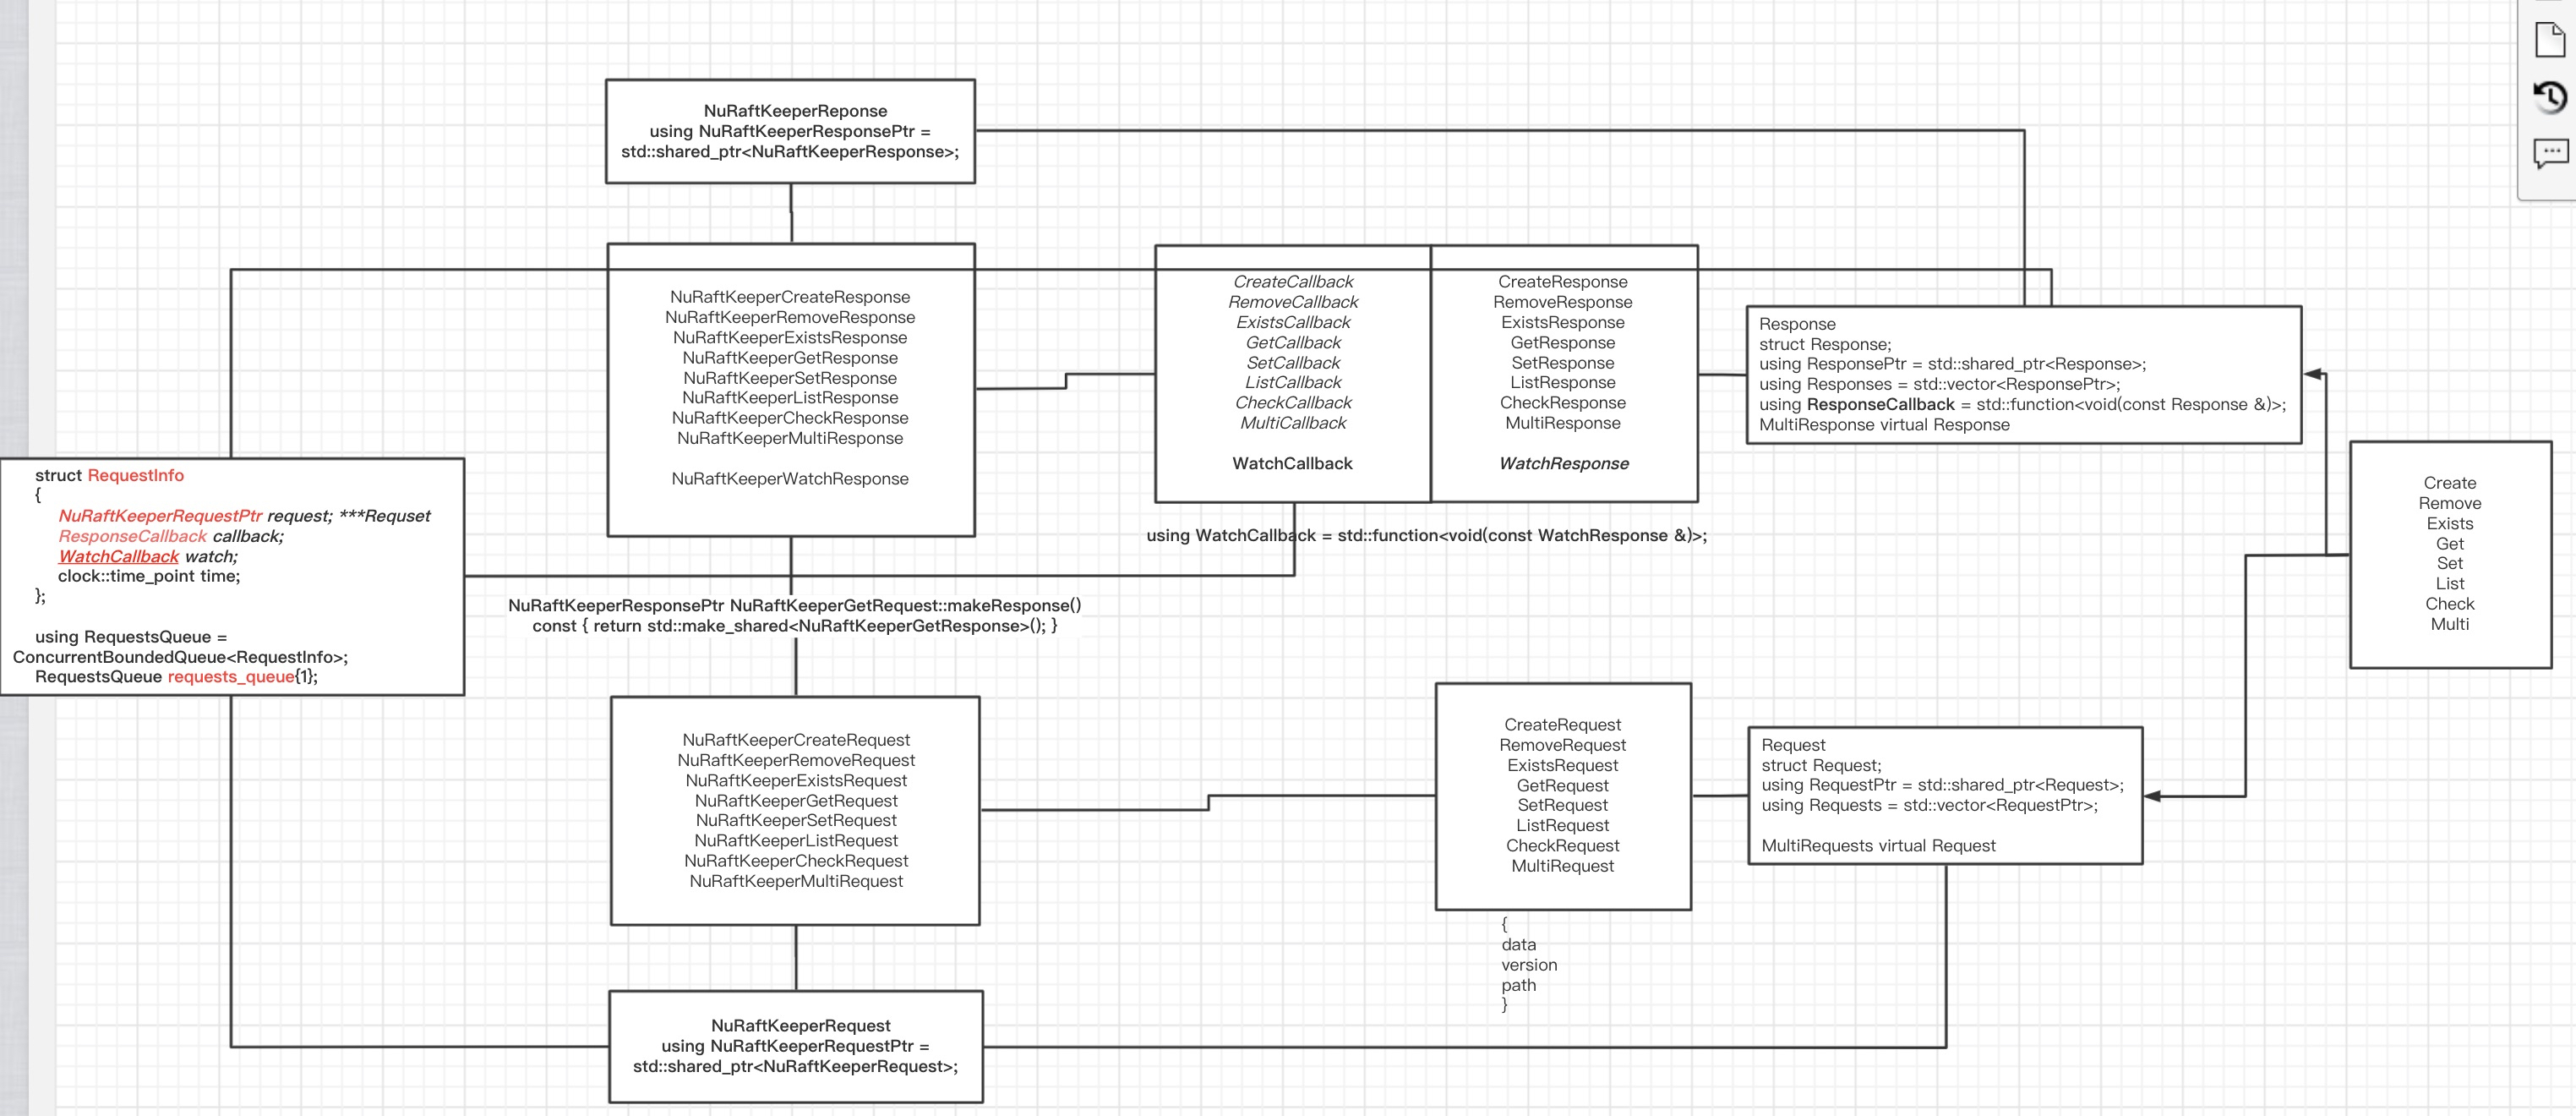 NuRaftKeeperReponse
using NuRaftKeeperResponsePtr =
std::shared_ptr<NuRaftKeeperResponse>;
NuRaftKeeperCreateResponse
NuRaftKeeperRemoveResponse
NuRaftKeeperExistsResponse
NuRaftKeeperGetResponse
NuRaftKeeperSetResponse
NuRaftKeeperListResponse
NuRaftKeeperCheckResponse
NuRaftKeeperMultiResponse
NuRaftKeeperWatchResponse
CreateCallback
RemoveCallback
ExistsCallback
GetCallback
SetCallback
ListCallback
CheckCallback
MultiCallback
WatchCallback
CreateResponse
RemoveResponse
ExistsResponse
GetResponse
SetResponse
ListResponse
CheckResponse
MultiResponse
WatchResponse
Response
struct Response;
using ResponsePtr = std::shared_ptr<Response>;
using Responses = std::vector<ResponsePtr>;
using ResponseCallback = std::function<void(const Response &)>;
MultiResponse virtual Response
struct RequestInfo
{
NuRaftKeeperRequestPtr request; ***Requset
ResponseCallback callback;
WatchCallback watch;
clock::time_point time;
};
using RequestsQueue =
ConcurrentBoundedQueue<RequestInfo>;
RequestsQueue requests_queue{1};
using WatchCallback = std::function<void(const WatchResponse &)>;
Create
Remove
Exists
Get
Set
List
Check
Multi
NuRaftKeeperResponsePtr NuRaftKeeperGetRequest::makeResponse()
const { return std::make_shared<NuRaftKeeperGetResponse>(); }
NuRaftKeeperCreateRequest
NuRaftKeeperRemoveRequest
NuRaftKeeperExistsRequest
NuRaftKeeperGetRequest
NuRaftKeeperSetRequest
NuRaftKeeperListRequest
NuRaftKeeperCheckRequest
NuRaftKeeperMultiRequest
CreateRequest
RemoveRequest
ExistsRequest
GetRequest
SetRequest
ListRequest
CheckRequest
MultiRequest
{
data
version
path
}
Request
struct Request;
using RequestPtr = std::shared_ptr<Request>;
using Requests = std::vector<RequestPtr>;
MultiRequests virtual Request
NuRaftKeeperRequest
using NuRaftKeeperRequestPtr =
std::shared_ptr<NuRaftKeeperRequest>;